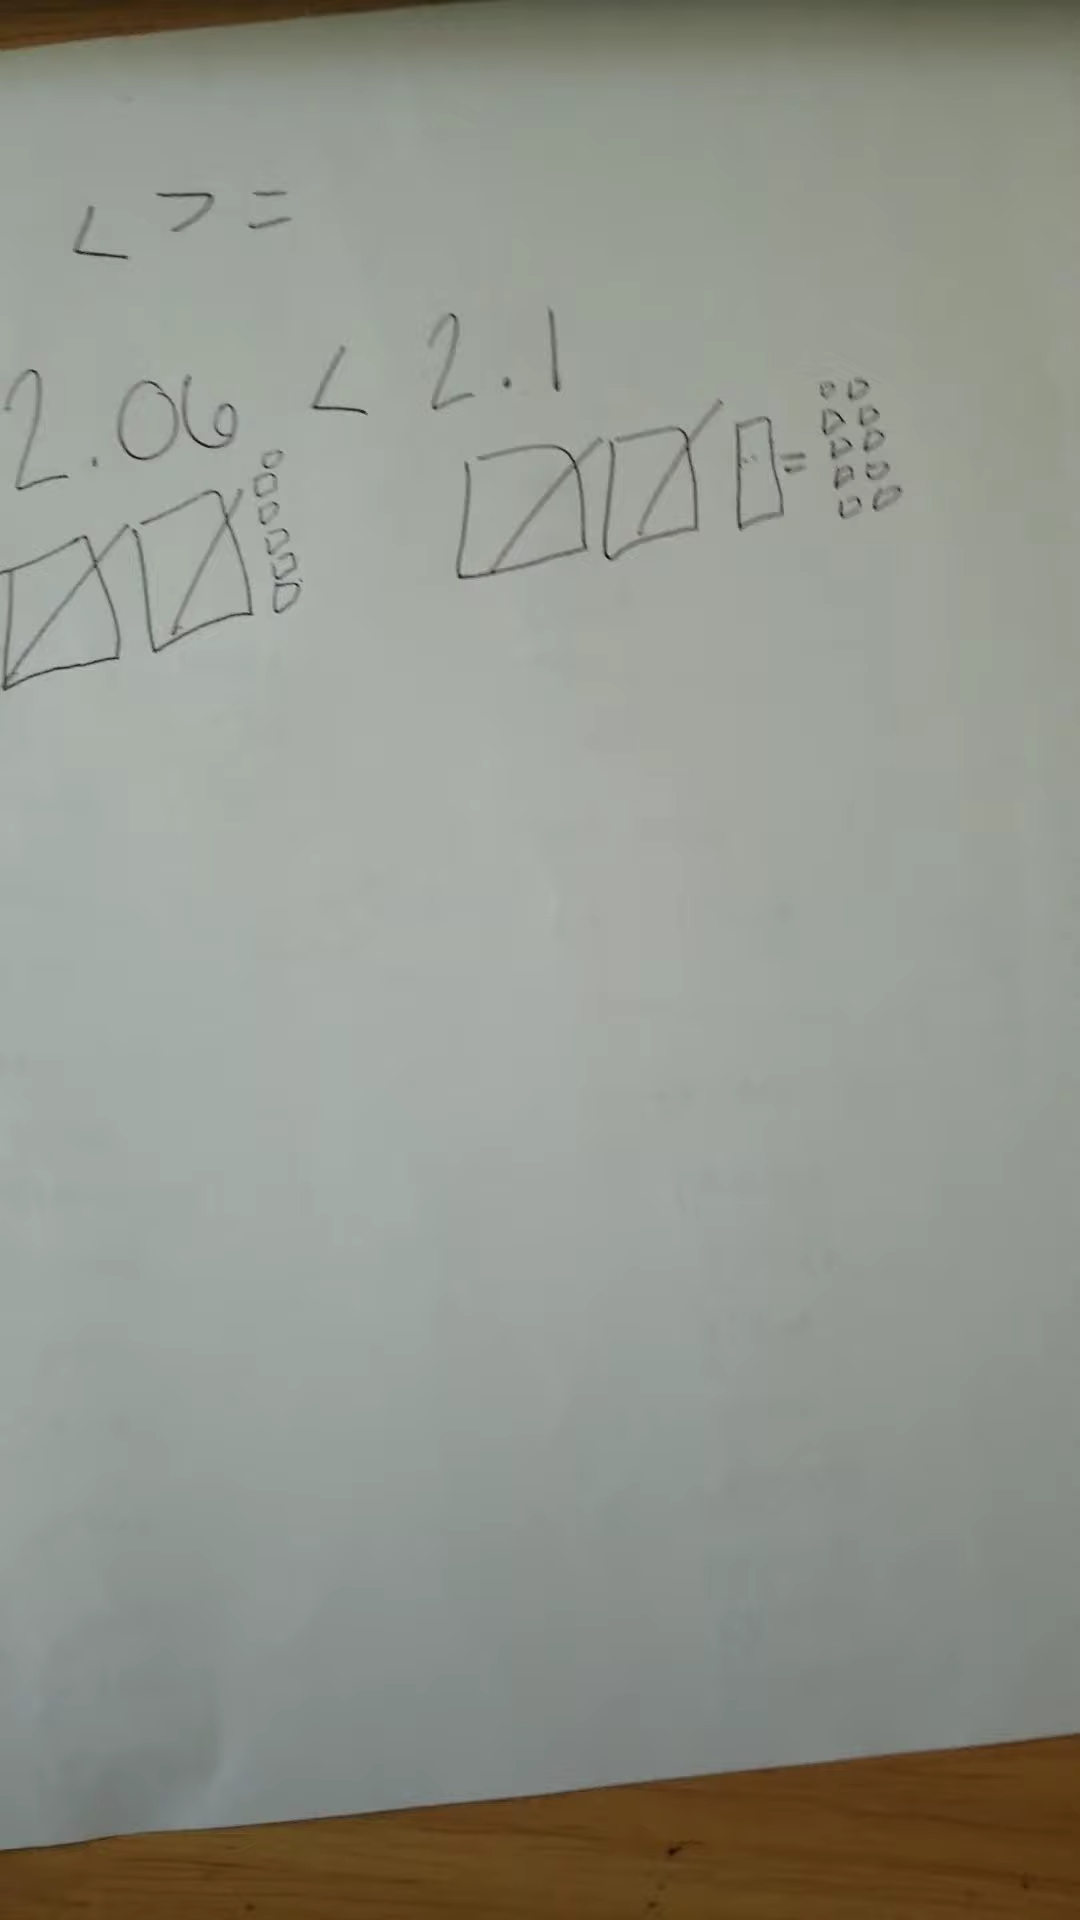 < > =
2.06 < 2.1
=